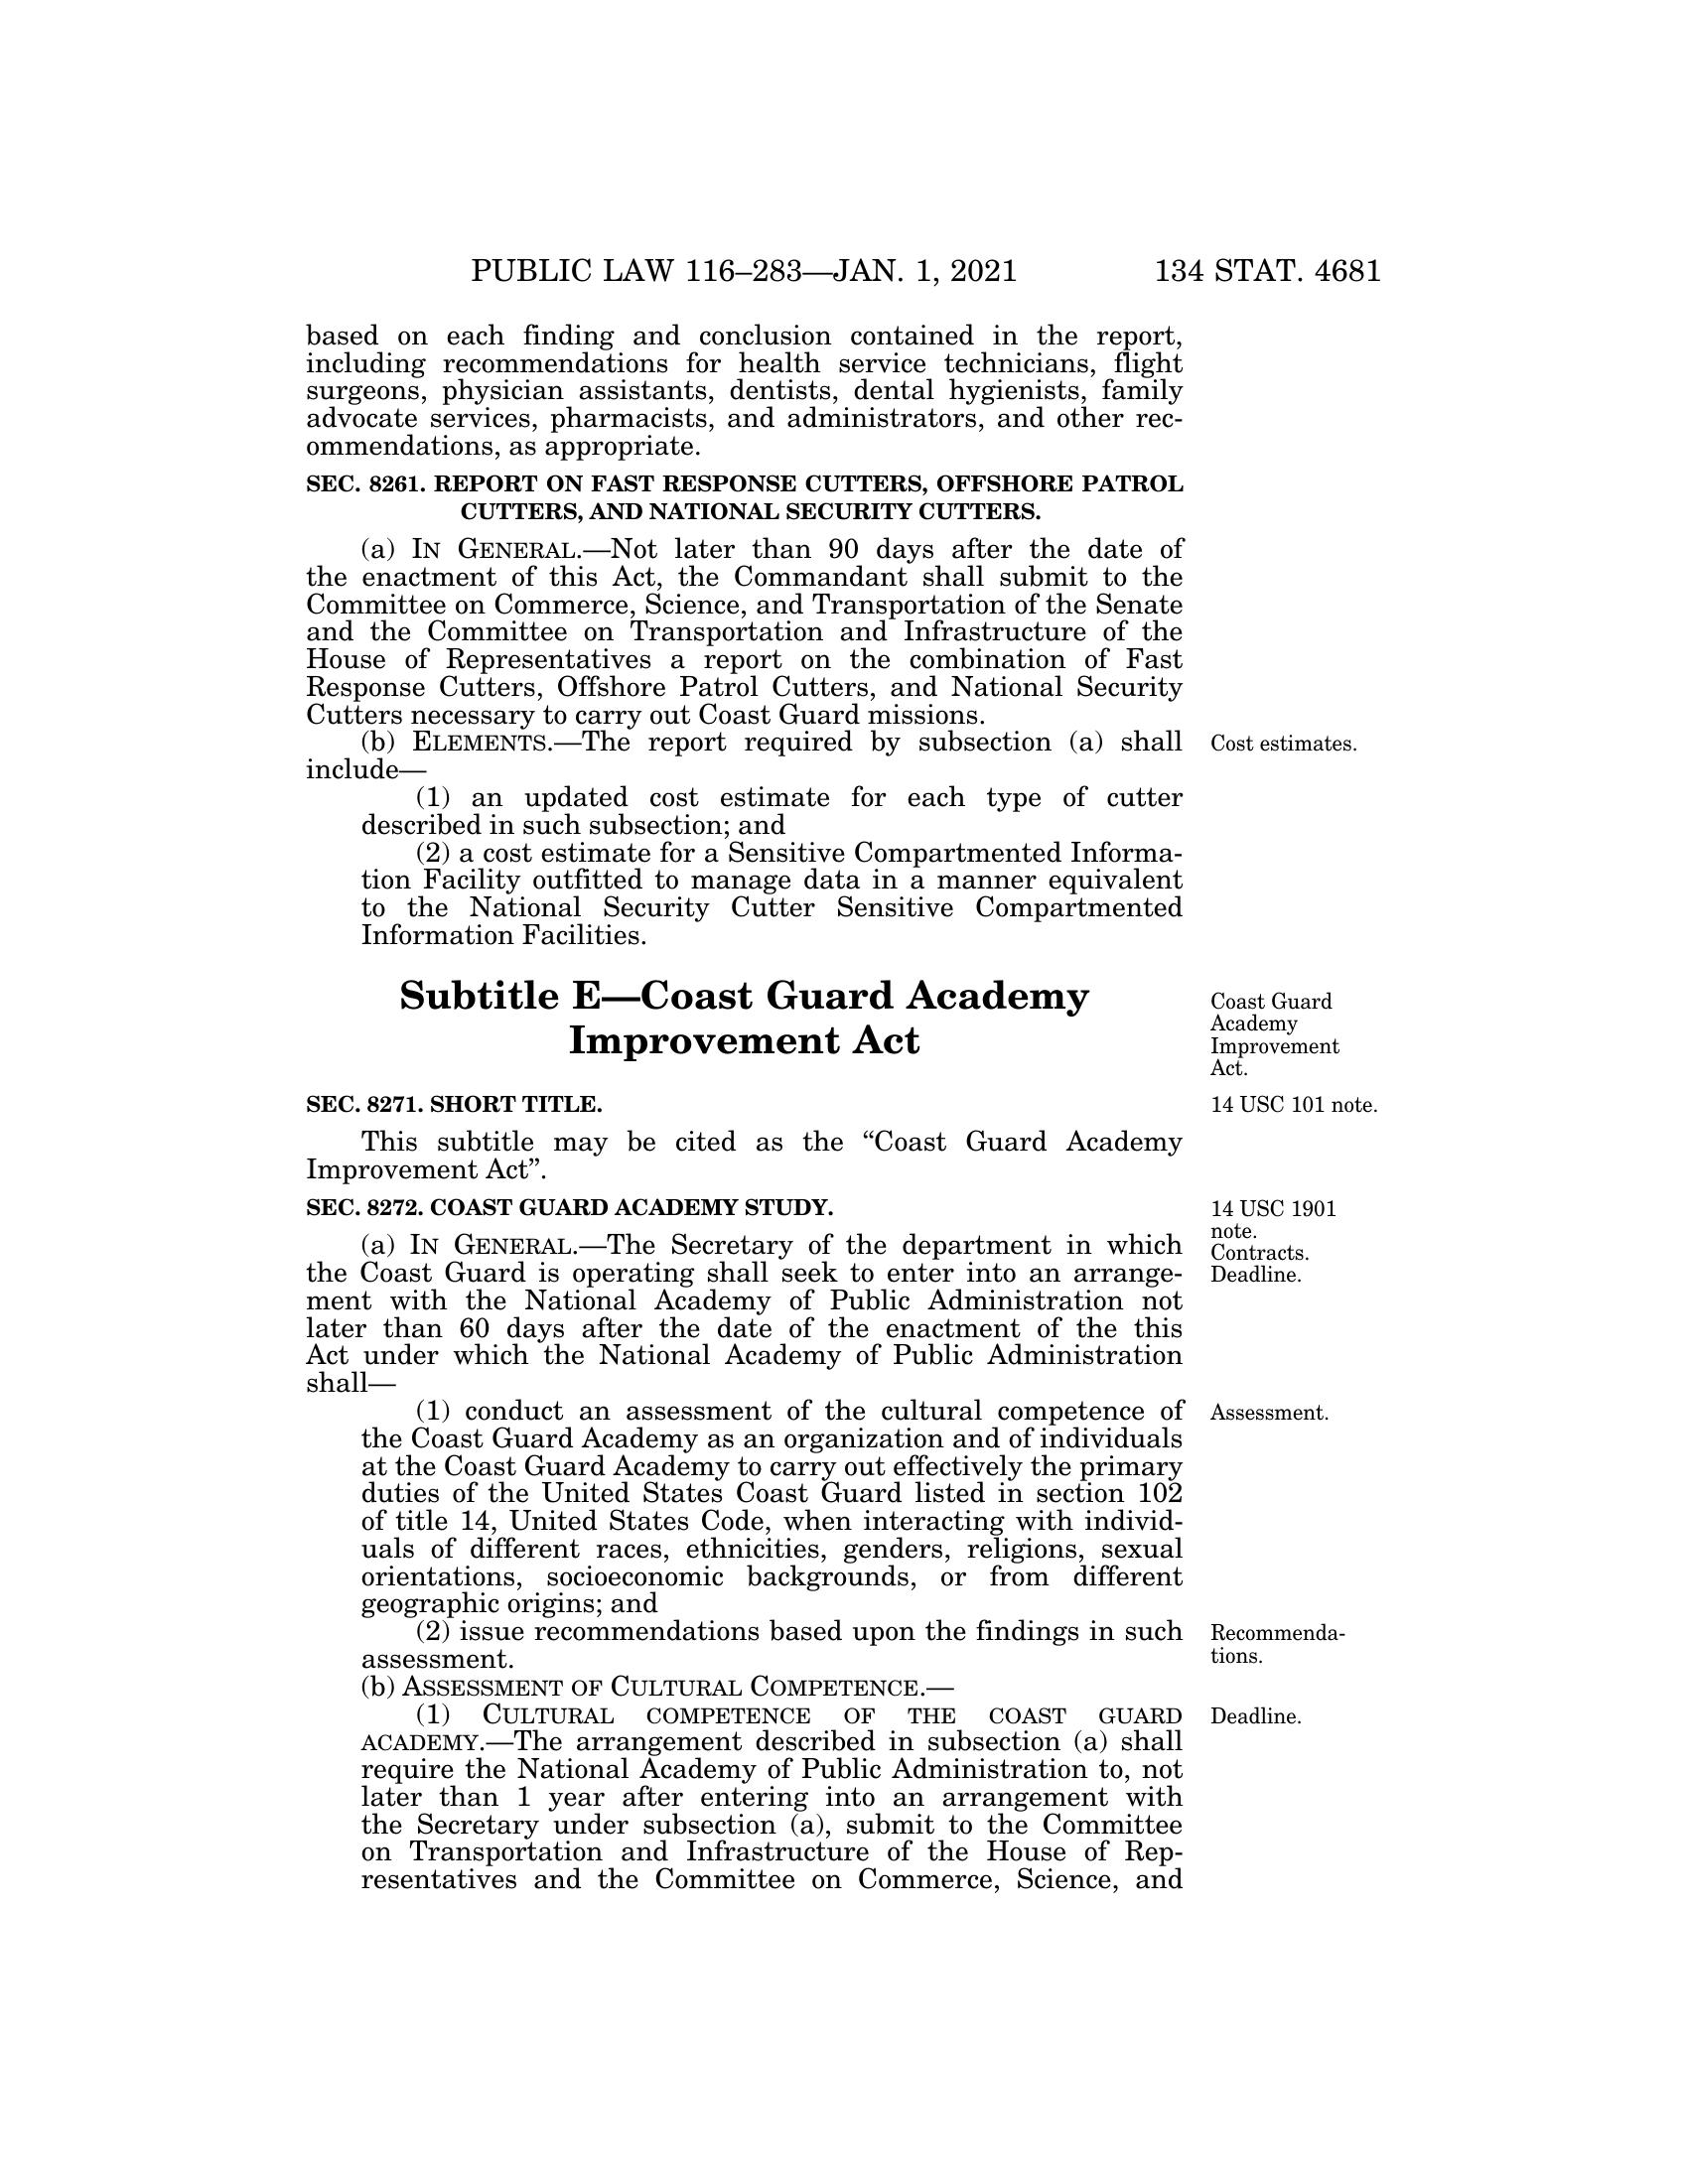 PUBLIC LAW 116–283—JAN. 1, 2021 134 STAT. 4681
based on each finding and conclusion contained in the report,
including recommendations for health service technicians, flight
surgeons, physician assistants, dentists, dental hygienists, family
advocate services, pharmacists, and administrators, and other rec-
ommendations, as appropriate.
SEC. 8261. REPORT ON FAST RESPONSE CUTTERS, OFFSHORE PATROL
CUTTERS, AND NATIONAL SECURITY CUTTERS.
(a) IN GENERAL.—Not later than 90 days after the date of
the enactment of this Act, the Commandant shall submit to the
Committee on Commerce, Science, and Transportation of the Senate
and the Committee on Transportation and Infrastructure of the
House of Representatives a report on the combination of Fast
Response Cutters, Offshore Patrol Cutters, and National Security
Cutters necessary to carry out Coast Guard missions.
(b) ELEMENTS.—The report required by subsection (a) shall
include—
Cost estimates.
(1) an updated cost estimate for each type of cutter
described in such subsection; and
(2) a cost estimate for a Sensitive Compartmented Informa-
tion Facility outfitted to manage data in a manner equivalent
to the National Security Cutter Sensitive Compartmented
Information Facilities.
Subtitle E—Coast Guard Academy
Improvement Act
Coast Guard
Academy
Improvement
Act.
SEC. 8271. SHORT TITLE.
14 USC 101 note.
This subtitle may be cited as the “Coast Guard Academy
Improvement Act”.
SEC. 8272. COAST GUARD ACADEMY STUDY.
14 USC 1901
note.
Contracts.
Deadline.
(a) IN GENERAL.—The Secretary of the department in which
the Coast Guard is operating shall seek to enter into an arrange-
ment with the National Academy of Public Administration not
later than 60 days after the date of the enactment of the this
Act under which the National Academy of Public Administration
shall—
(1) conduct an assessment of the cultural competence of
the Coast Guard Academy as an organization and of individuals
at the Coast Guard Academy to carry out effectively the primary
duties of the United States Coast Guard listed in section 102
of title 14, United States Code, when interacting with individ-
uals of different races, ethnicities, genders, religions, sexual
orientations, socioeconomic backgrounds, or from different
geographic origins; and
Assessment.
(2) issue recommendations based upon the findings in such
assessment.
Recommenda-
tions.
(b) ASSESSMENT OF CULTURAL COMPETENCE.—
(1) CULTURAL COMPETENCE OF THE COAST GUARD
ACADEMY.—The arrangement described in subsection (a) shall
require the National Academy of Public Administration to, not
later than 1 year after entering into an arrangement with
the Secretary under subsection (a), submit to the Committee
on Transportation and Infrastructure of the House of Rep-
resentatives and the Committee on Commerce, Science, and
Deadline.